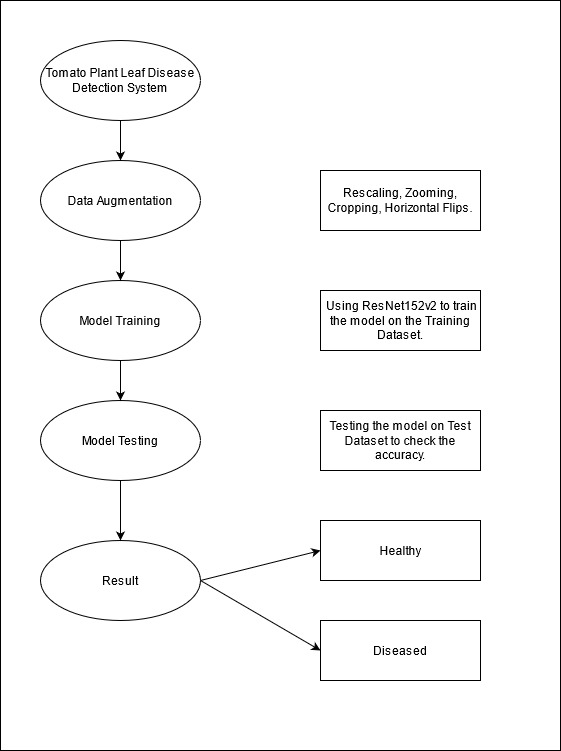 Tomato Plant Leaf Disease
Detection System
Data Augmentation
Rescaling, Zooming,
Cropping, Horizontal Flips.
Model Training
Using ResNet152v2 to train
the model on the Training
Dataset.
Model Testing
Testing the model on Test
Dataset to check the
accuracy.
Result
Healthy
Diseased